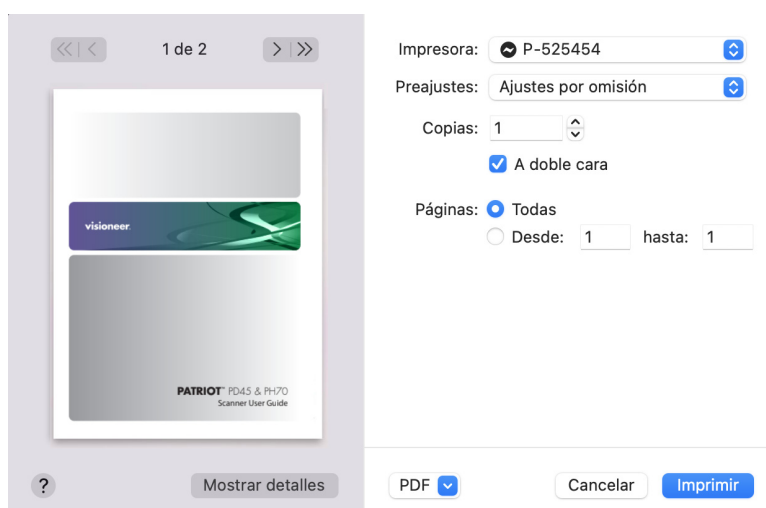 1 de 2
visioneer.
PATRIOT™ PD45 & PH70
Scanner User Guide
?
Mostrar detalles
Impresora: P-525454
Preajustes: Ajustes por omisión
Copias: 1
A doble cara
Páginas: Todas
Desde: 1 hasta: 1
PDF
Cancelar
Imprimir